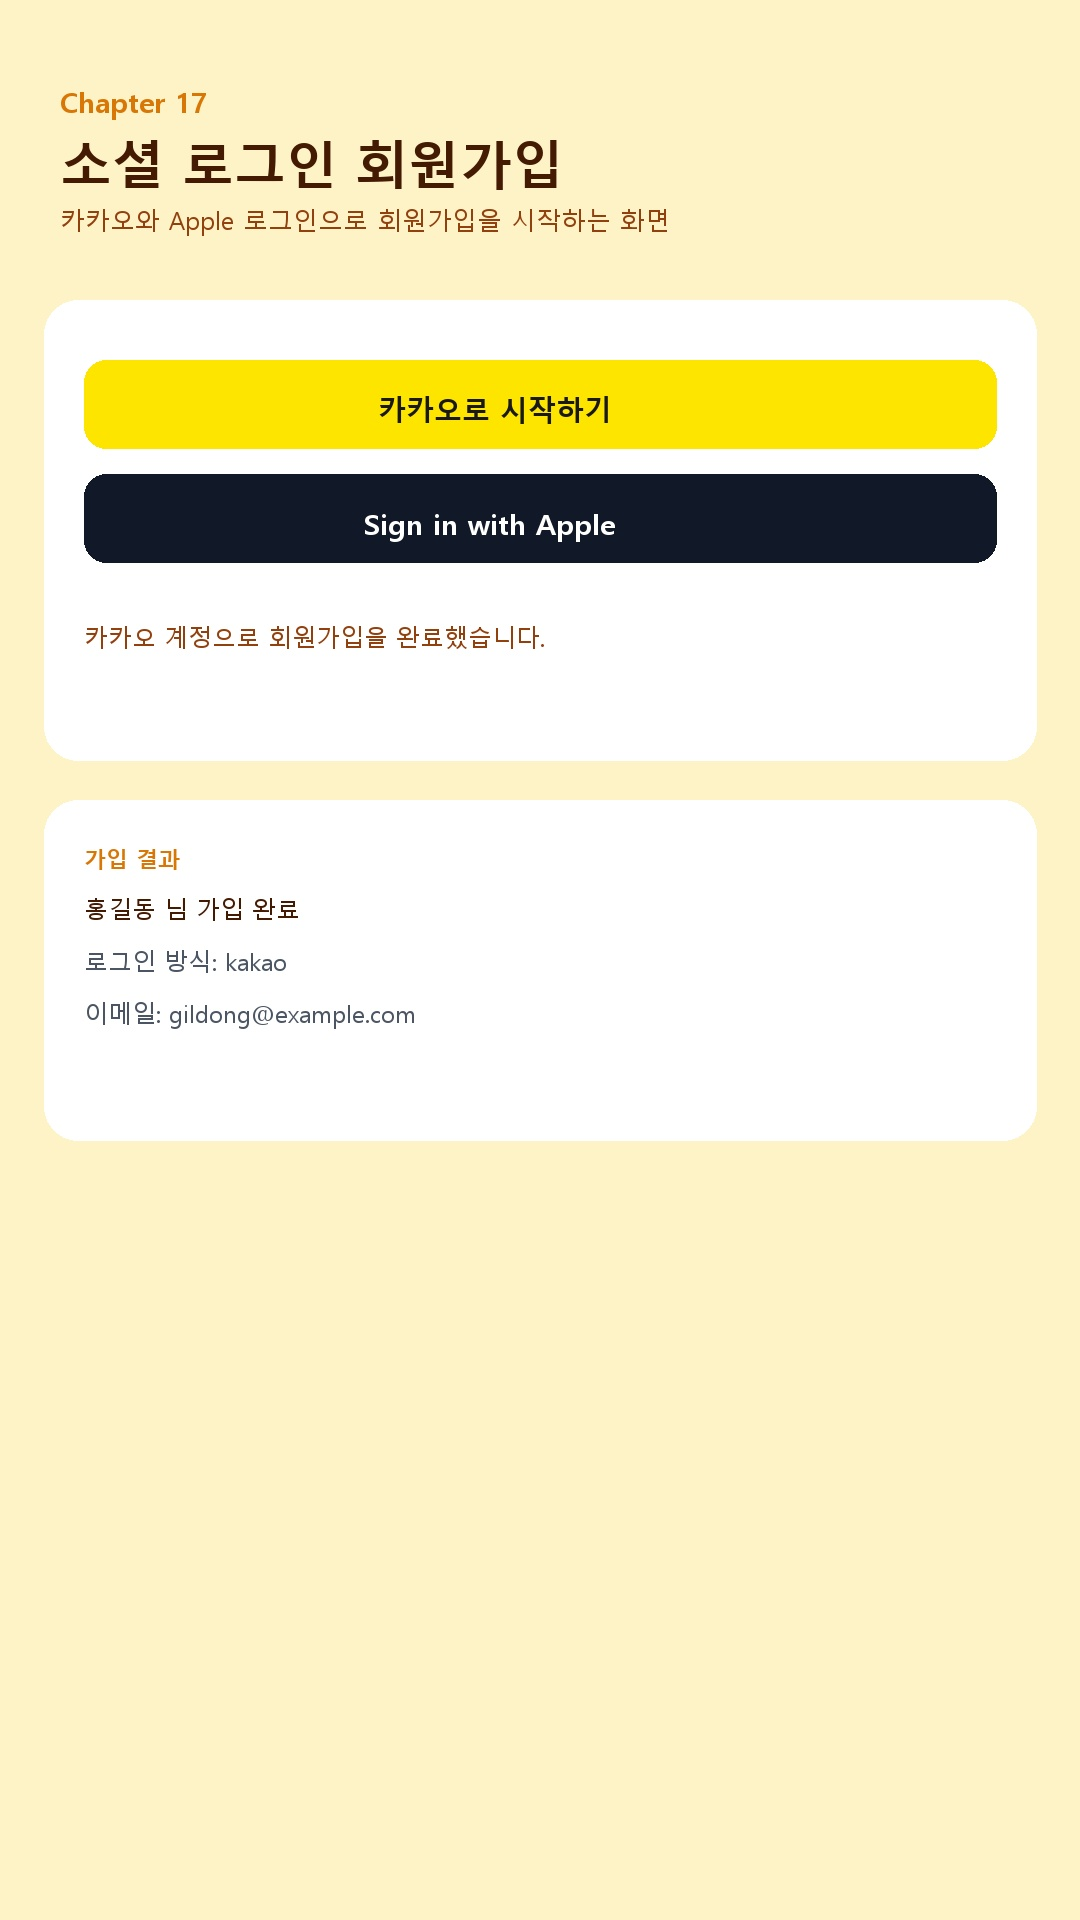 Chapter 17
소셜 로그인 회원가입
카카오와 Apple 로그인으로 회원가입을 시작하는 화면
카카오로 시작하기
Sign in with Apple
카카오 계정으로 회원가입을 완료했습니다.
가입 결과
홍길동 님 가입 완료
로그인 방식: kakao
이메일: gildong@example.com